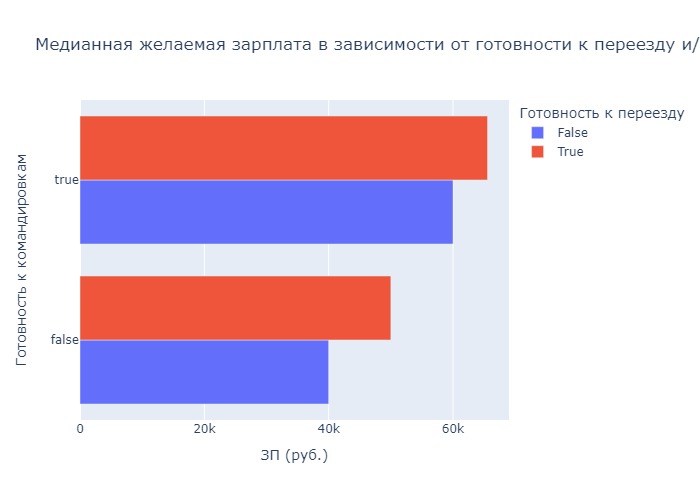 Медианная желаемая зарплата в зависимости от готовности к переезду и/
Готовность к переезду
False
True
Готовность к командировкам
true
false
0 20k 40k 60k
ЗП (руб.)